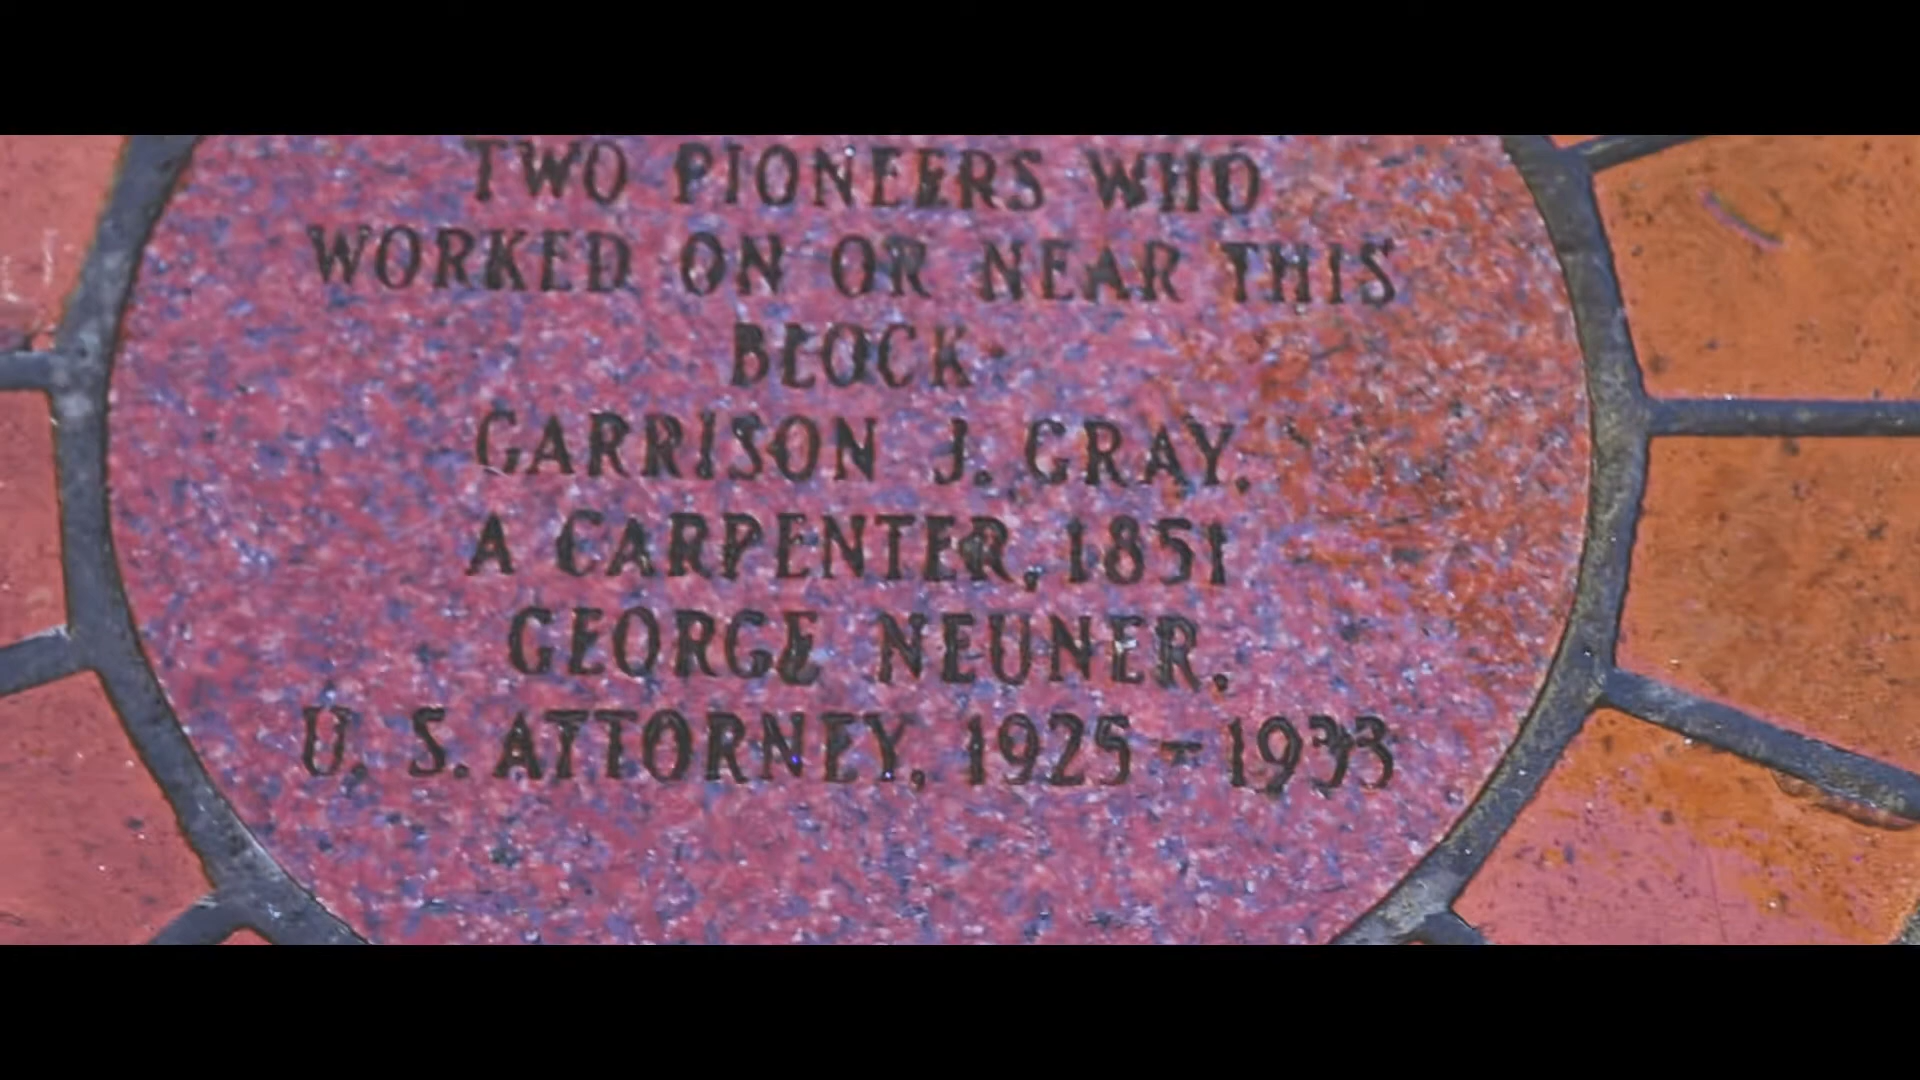 TWO PIONEERS WHO
WORKED ON OR NEAR THIS
BLOCK
GARRISON J. GRAY,
A CARPENTER, 1851
GEORGE NEUNER,
U. S. ATTORNEY, 1925 - 1933